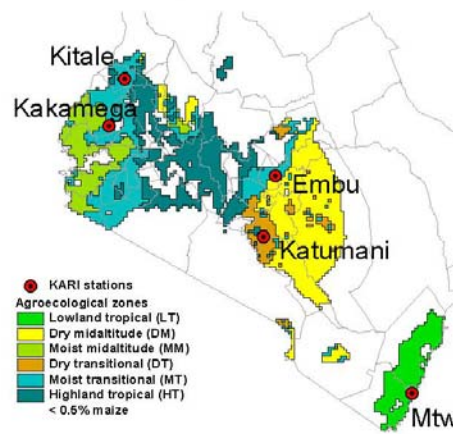 Kitale
Kakamega
Embu
Katumani
KARI stations
Agroecological zones
Lowland tropical (LT)
Dry midaltitude (DM)
Moist midaltitude (MM)
Dry transitional (DT)
Moist transitional (MT)
Highland tropical (HT)
< 0.5% maize
Mtw